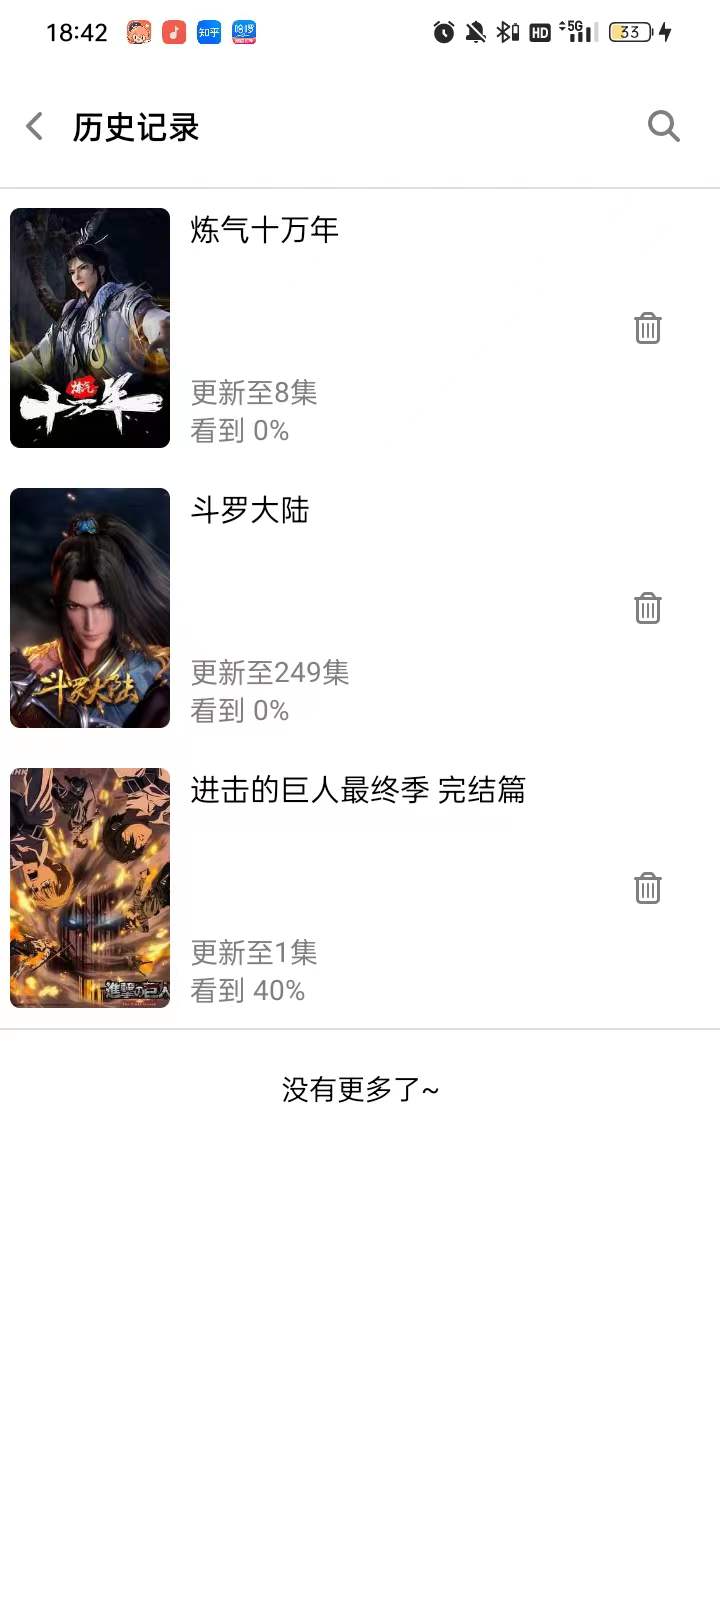 18:42
知乎
HD
5G
33
历史记录
炼气十万年
炼气
十万年
更新至8集
看到 0%
斗罗大陆
斗罗大陆
更新至249集
看到 0%
进击的巨人最终季 完结篇
進撃の巨人
更新至1集
看到 40%
没有更多了~